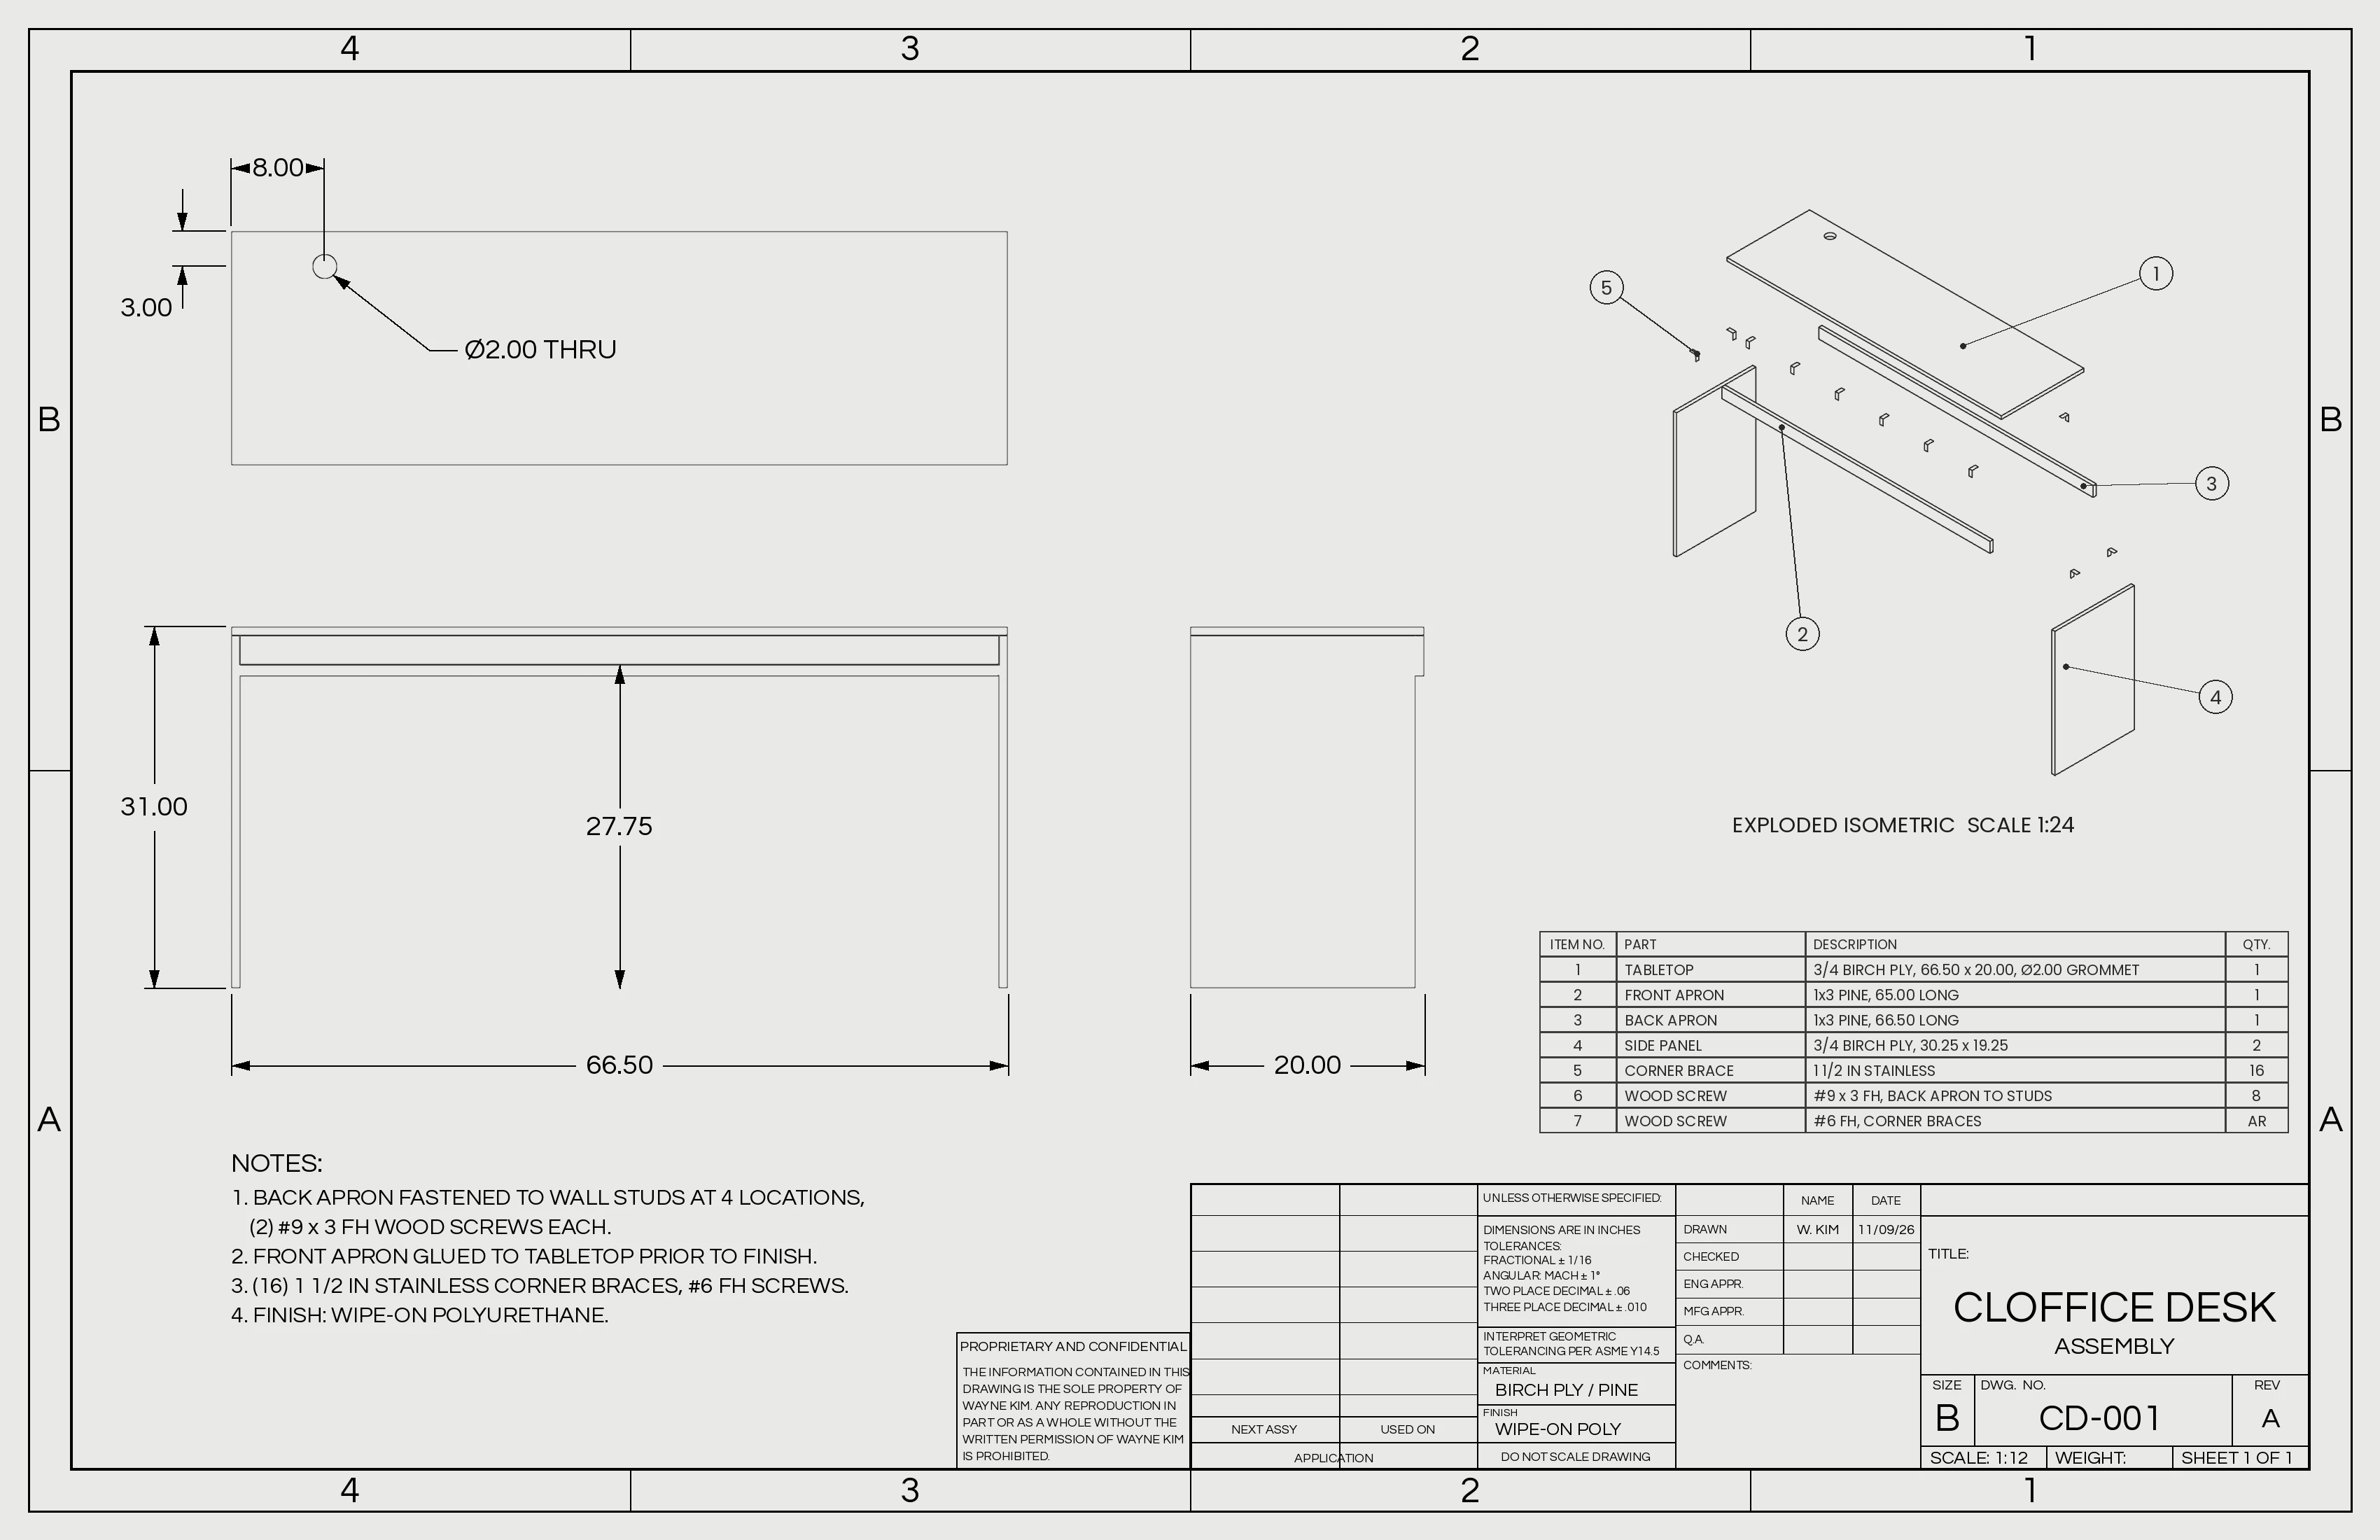 4 3 2 1
8.00
3.00
Ø2.00 THRU
B
B
1
5
3
2
4
31.00
27.75
66.50
20.00
EXPLODED ISOMETRIC SCALE 1:24
ITEM NO. PART DESCRIPTION QTY.
1 TABLETOP 3/4 BIRCH PLY, 66.50 x 20.00, Ø2.00 GROMMET 1
2 FRONT APRON 1x3 PINE, 65.00 LONG 1
3 BACK APRON 1x3 PINE, 66.50 LONG 1
4 SIDE PANEL 3/4 BIRCH PLY, 30.25 x 19.25 2
5 CORNER BRACE 1 1/2 IN STAINLESS 16
6 WOOD SCREW #9 x 3 FH, BACK APRON TO STUDS 8
7 WOOD SCREW #6 FH, CORNER BRACES AR
A
A
NOTES:
1. BACK APRON FASTENED TO WALL STUDS AT 4 LOCATIONS,
(2) #9 x 3 FH WOOD SCREWS EACH.
2. FRONT APRON GLUED TO TABLETOP PRIOR TO FINISH.
3. (16) 1 1/2 IN STAINLESS CORNER BRACES, #6 FH SCREWS.
4. FINISH: WIPE-ON POLYURETHANE.
PROPRIETARY AND CONFIDENTIAL
THE INFORMATION CONTAINED IN THIS
DRAWING IS THE SOLE PROPERTY OF
WAYNE KIM. ANY REPRODUCTION IN
PART OR AS A WHOLE WITHOUT THE
WRITTEN PERMISSION OF WAYNE KIM
IS PROHIBITED.
NEXT ASSY USED ON
APPLICATION
UNLESS OTHERWISE SPECIFIED:
DIMENSIONS ARE IN INCHES
TOLERANCES:
FRACTIONAL ± 1/16
ANGULAR: MACH ± 1°
TWO PLACE DECIMAL ± .06
THREE PLACE DECIMAL ± .010
INTERPRET GEOMETRIC
TOLERANCING PER: ASME Y14.5
MATERIAL
BIRCH PLY / PINE
FINISH
WIPE-ON POLY
DO NOT SCALE DRAWING
NAME DATE
DRAWN W. KIM 11/09/26
CHECKED
ENG APPR.
MFG APPR.
Q.A.
COMMENTS:
TITLE:
CLOFFICE DESK
ASSEMBLY
SIZE DWG. NO. REV
B CD-001 A
SCALE: 1:12 WEIGHT: SHEET 1 OF 1
4 3 2 1